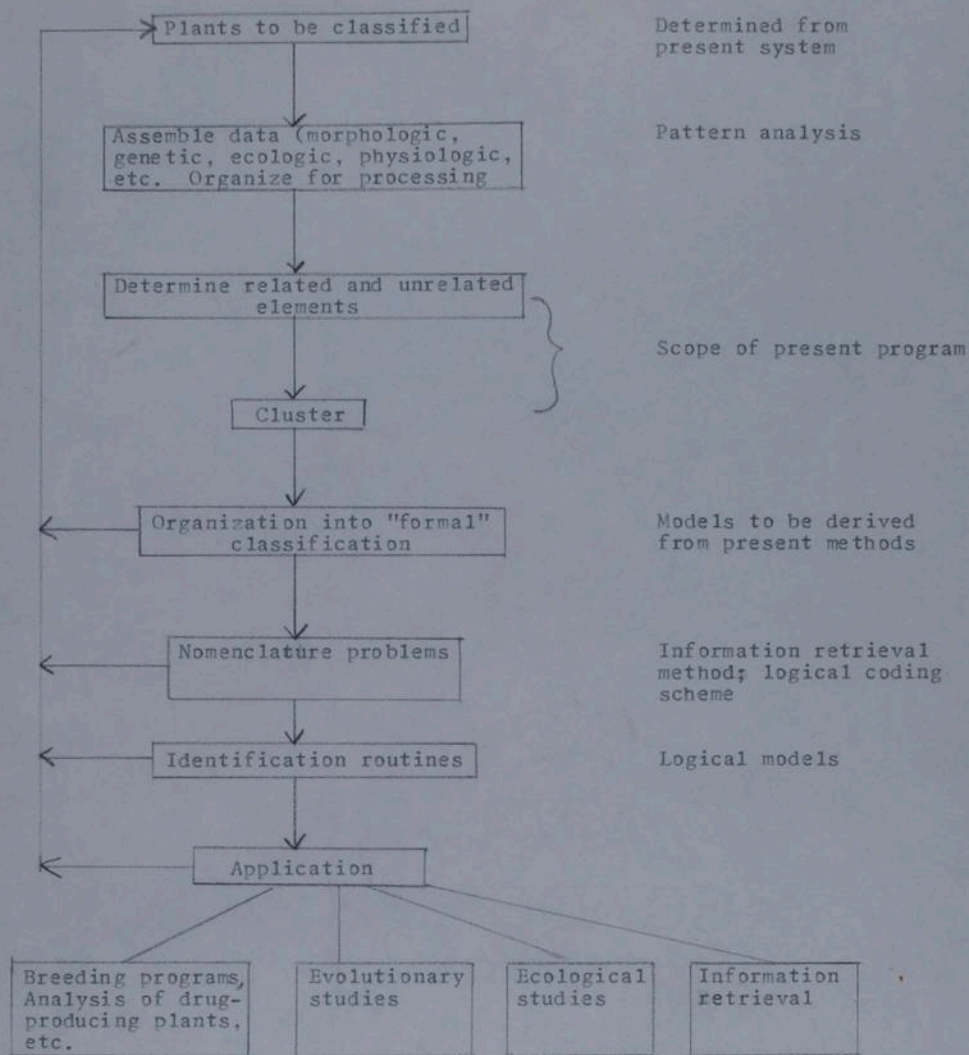 Plants to be classified
Determined from
present system
Assemble data (morphologic,
genetic, ecologic, physiologic,
etc. Organize for processing
Pattern analysis
Determine related and unrelated
elements
Scope of present program
Cluster
Organization into "formal"
classification
Models to be derived
from present methods
Nomenclature problems
Information retrieval
method; logical coding
scheme
Identification routines
Logical models
Application
Breeding programs,
Analysis of drug-
producing plants,
etc.
Evolutionary
studies
Ecological
studies
Information
retrieval